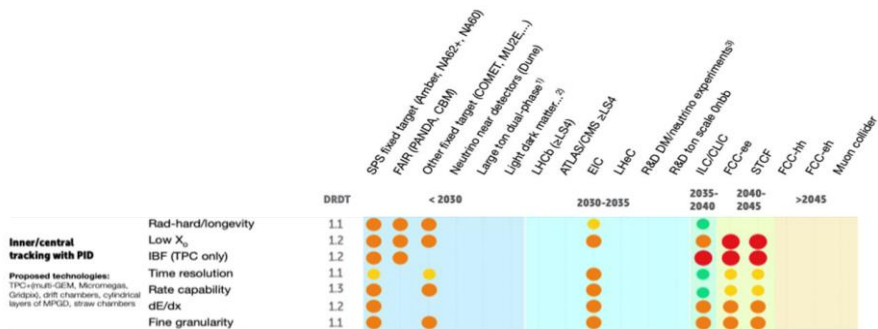 SPS fixed target (Amber, NA62+, NA60)
FAIR (PANDA, CBM)
Other fixed target (COMET, MU2E,...)
Neutrino near detectors (Dune)
Large ton dual-phase1)
Light dark matter... 2)
LHCb (≥LS4)
ATLAS/CMS ≥LS4
EIC
LHeC
R&D DM/neutrino experiments3)
R&D ton scale 0nbb
ILC/CLIC
FCC-ee
STCF
FCC-hh
FCC-eh
Muon collider
DRDT < 2030 2030-2035 2035-2040 2040-2045 >2045
Inner/central
tracking with PID
Proposed technologies:
TPC+(multi-GEM, Micromegas,
Gridpix), drift chambers, cylindrical
layers of MPGD, straw chambers
Rad-hard/longevity 1.1
Low X0 1.2
IBF (TPC only) 1.2
Time resolution 1.1
Rate capability 1.3
dE/dx 1.2
Fine granularity 1.1